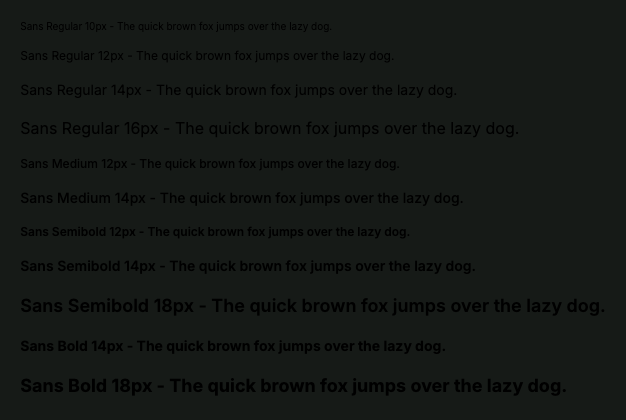 Sans Regular 10px - The quick brown fox jumps over the lazy dog.
Sans Regular 12px - The quick brown fox jumps over the lazy dog.
Sans Regular 14px - The quick brown fox jumps over the lazy dog.
Sans Regular 16px - The quick brown fox jumps over the lazy dog.
Sans Medium 12px - The quick brown fox jumps over the lazy dog.
Sans Medium 14px - The quick brown fox jumps over the lazy dog.
Sans Semibold 12px - The quick brown fox jumps over the lazy dog.
Sans Semibold 14px - The quick brown fox jumps over the lazy dog.
Sans Semibold 18px - The quick brown fox jumps over the lazy dog.
Sans Bold 14px - The quick brown fox jumps over the lazy dog.
Sans Bold 18px - The quick brown fox jumps over the lazy dog.